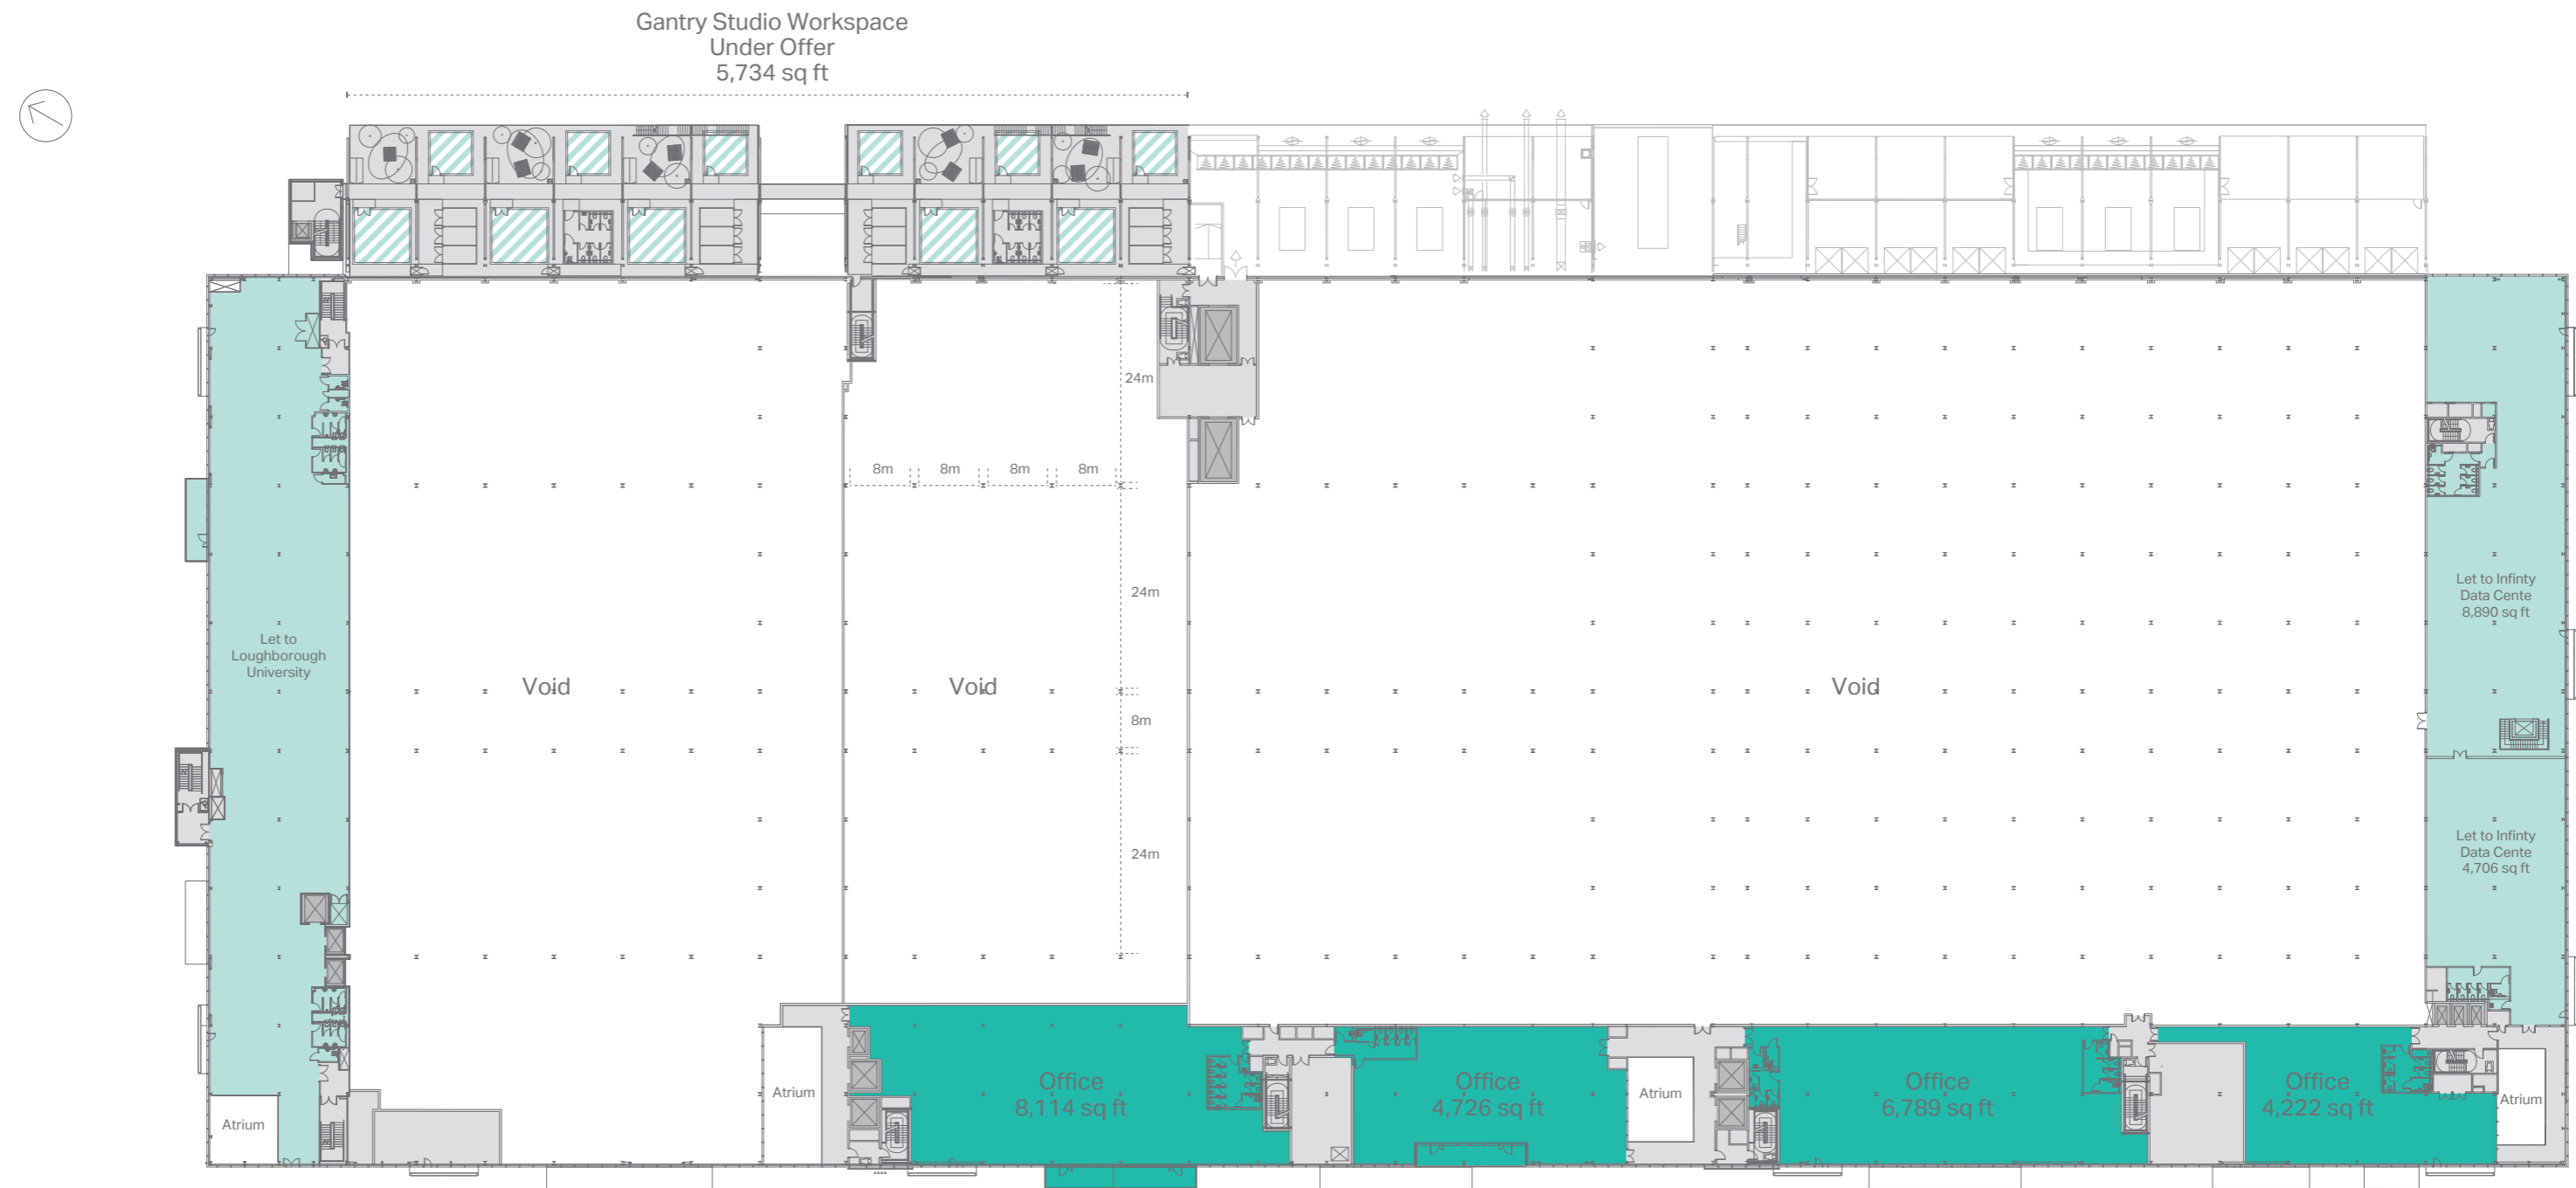 Gantry Studio Workspace
Under Offer
5,734 sq ft
24m
8m 8m 8m 8m
24m
Let to Infinty
Data Cente
8,890 sq ft
Let to
Loughborough
University
Void
Void
Void
8m
24m
Let to Infinty
Data Cente
4,706 sq ft
Office
8,114 sq ft
Office
4,726 sq ft
Office
6,789 sq ft
Office
4,222 sq ft
Atrium
Atrium
Atrium
Atrium